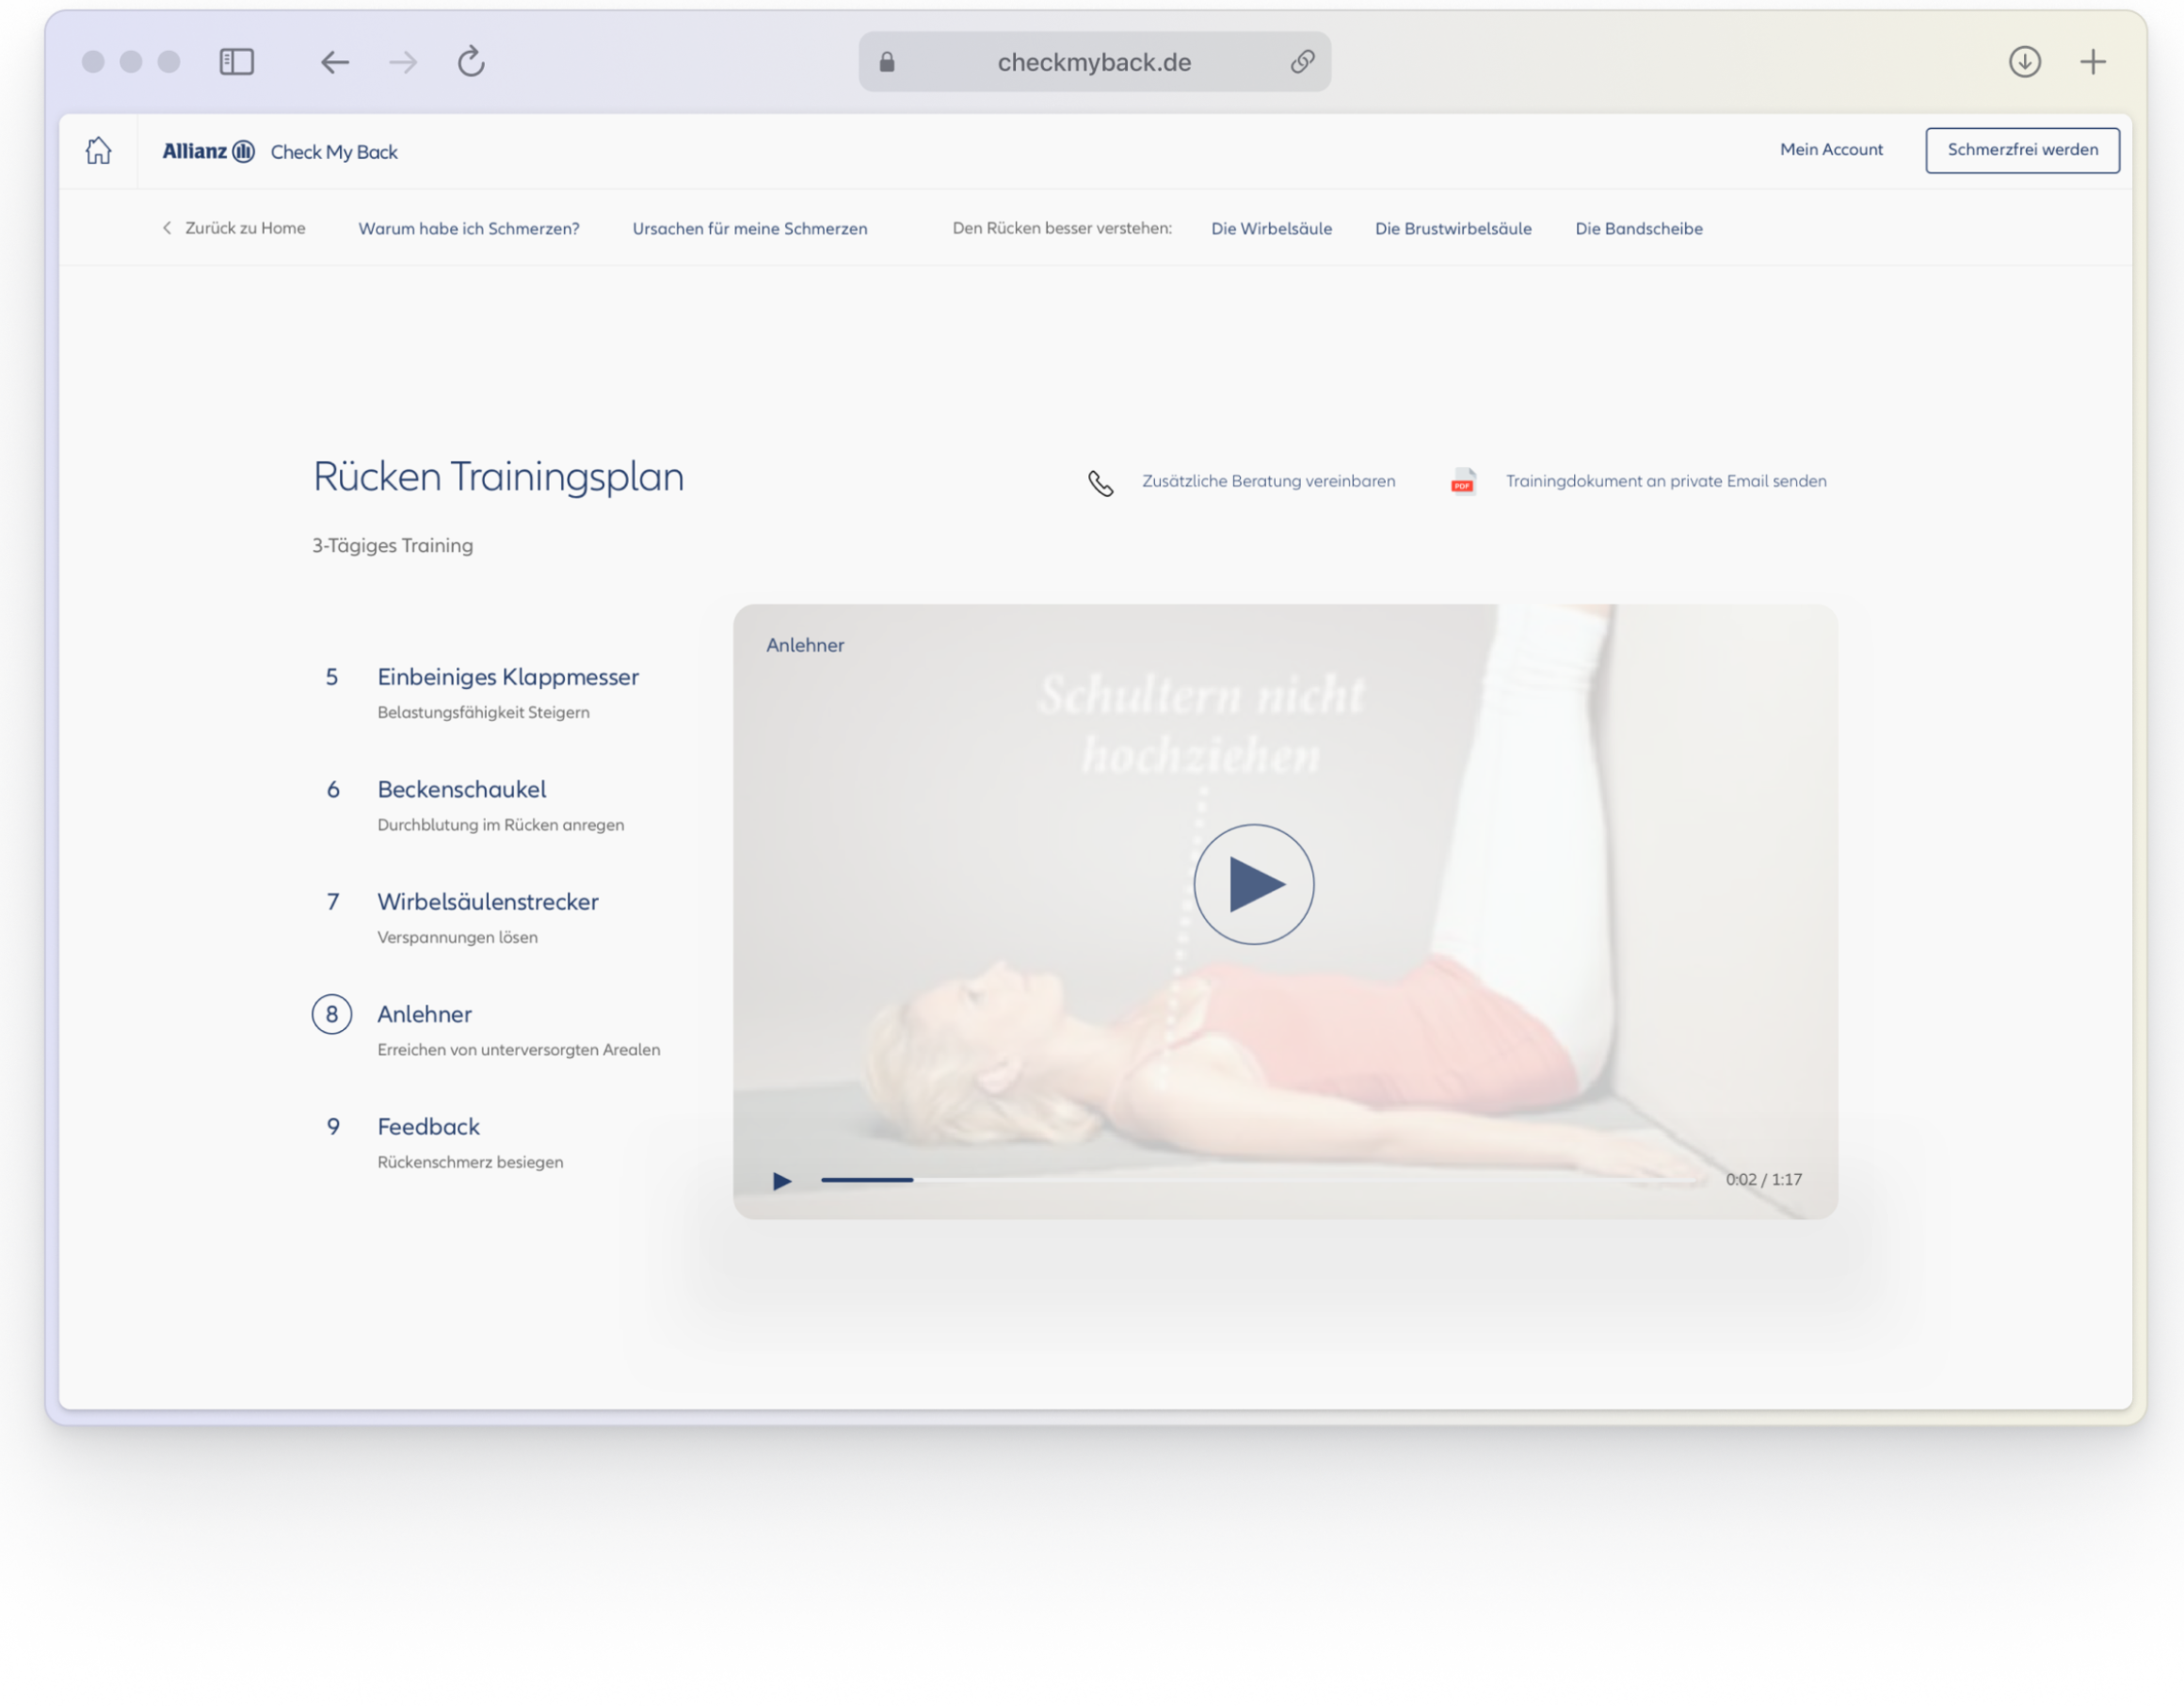 checkmyback.de
Allianz Check My Back
Mein Account
Schmerzfrei werden
Zurück zu Home
Warum habe ich Schmerzen?
Ursachen für meine Schmerzen
Den Rücken besser verstehen:
Die Wirbelsäule
Die Brustwirbelsäule
Die Bandscheibe
Rücken Trainingsplan
Zusätzliche Beratung vereinbaren
PDF
Trainingdokument an private Email senden
3-Tägiges Training
5 Einbeiniges Klappmesser
Belastungsfähigkeit Steigern
6 Beckenschaukel
Durchblutung im Rücken anregen
7 Wirbelsäulenstrecker
Verspannungen lösen
8 Anlehner
Erreichen von unterversorgten Arealen
9 Feedback
Rückenschmerz besiegen
Anlehner
Schultern nicht
hochziehen
0:02 / 1:17